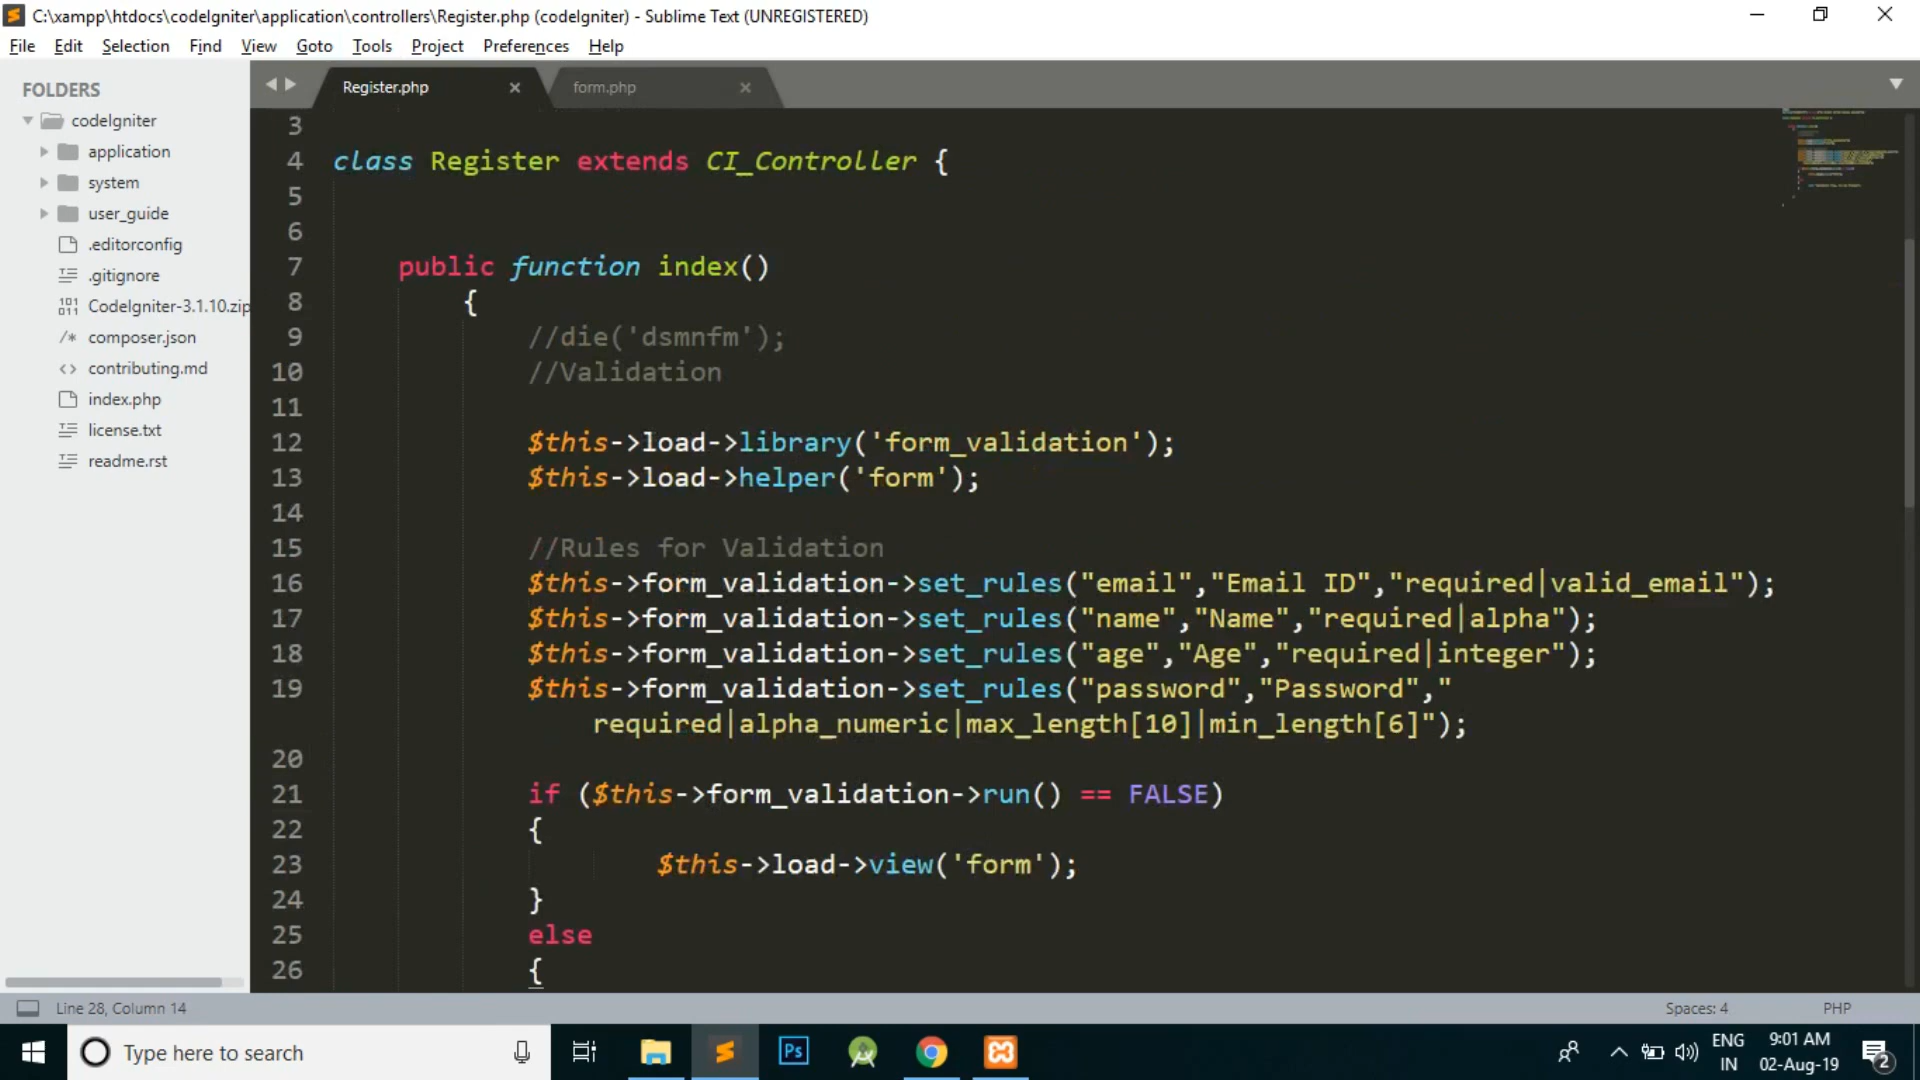 C:\xampp\htdocs\codeIgniter\application\controllers\Register.php (codeIgniter) - Sublime Text (UNREGISTERED)
File Edit Selection Find View Goto Tools Project Preferences Help
FOLDERS
codeIgniter
application
system
user_guide
.editorconfig
.gitignore
CodeIgniter-3.1.10.zip
composer.json
contributing.md
index.php
license.txt
readme.rst
Register.php form.php
3
4 class Register extends CI_Controller {
5
6
7 public function index()
8 {
9 //die('dsmnfm');
10 //Validation
11
12 $this->load->library('form_validation');
13 $this->load->helper('form');
14
15 //Rules for Validation
16 $this->form_validation->set_rules("email","Email ID","required|valid_email");
17 $this->form_validation->set_rules("name","Name","required|alpha");
18 $this->form_validation->set_rules("age","Age","required|integer");
19 $this->form_validation->set_rules("password","Password","
required|alpha_numeric|max_length[10]|min_length[6]");
20
21 if ($this->form_validation->run() == FALSE)
22 {
23 $this->load->view('form');
24 }
25 else
26 {
Line 28, Column 14 Spaces: 4 PHP
Type here to search
Ps
ENG
IN
9:01 AM
02-Aug-19
2